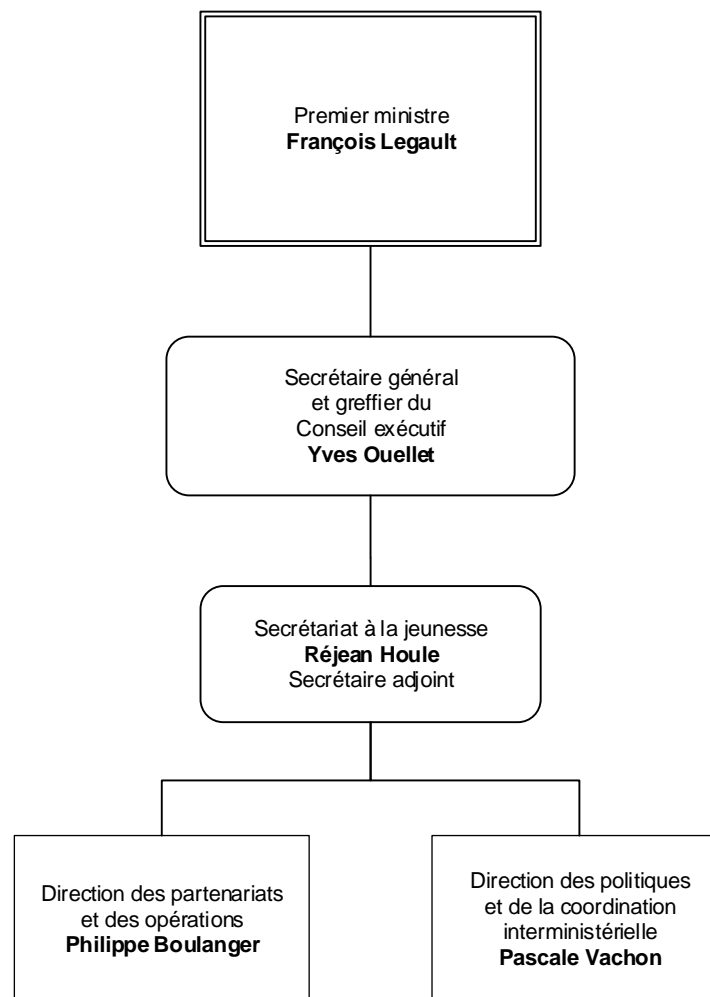 Premier ministre
François Legault
Secrétaire général
et greffier du
Conseil exécutif
Yves Ouellet
Secrétariat à la jeunesse
Réjean Houle
Secrétaire adjoint
Direction des partenariats
et des opérations
Philippe Boulanger
Direction des politiques
et de la coordination
interministérielle
Pascale Vachon